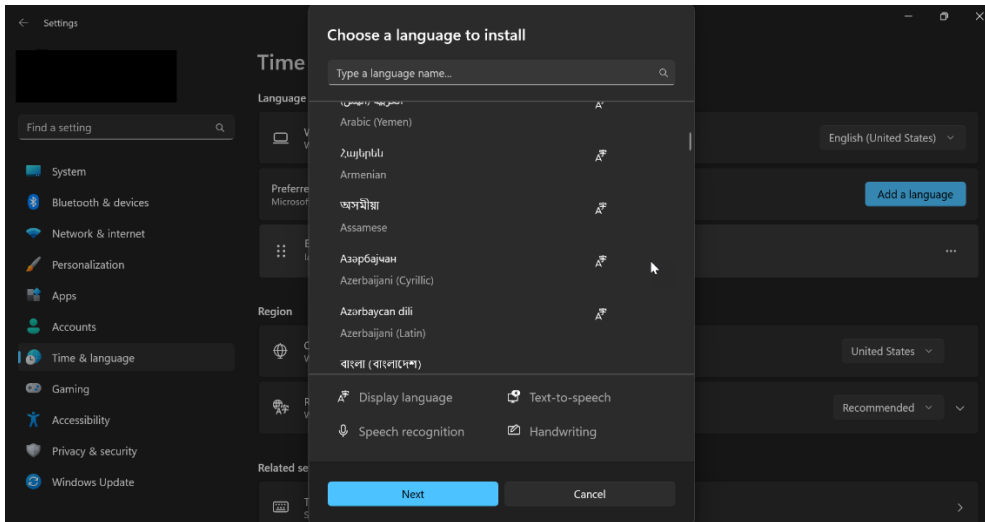 Settings
Find a setting
System
Bluetooth & devices
Network & internet
Personalization
Apps
Accounts
Time & language
Gaming
Accessibility
Privacy & security
Windows Update
Time
Language
English (United States)
Preferre
Microsof
Add a language
Region
United States
Recommended
Related se
Choose a language to install
Type a language name...
Arabic (Yemen)
Հայերեն
Armenian
অসমীয়া
Assamese
Азәрбајҹан
Azerbaijani (Cyrillic)
Azərbaycan dili
Azerbaijani (Latin)
বাংলা (বাংলাদেশ)
Display language
Text-to-speech
Speech recognition
Handwriting
Next
Cancel